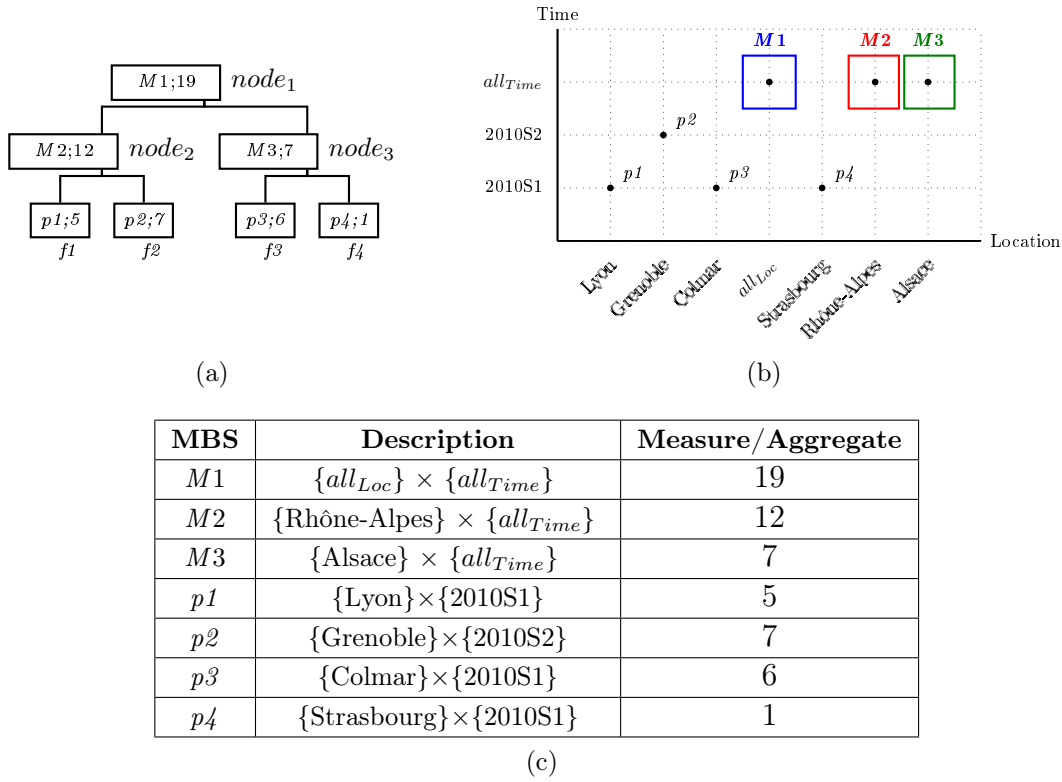 M1;19 node1
M2;12 node2 M3;7 node3
p1;5 p2;7 p3;6 p4;1
f1 f2 f3 f4
(a)
Time
M1 M2 M3
allTime
2010S2 p2
2010S1 p1 p3 p4
Location
Lyon
Grenoble
Colmar
allLoc
Strasbourg
Rhône-Alpes
Alsace
(b)
MBS Description Measure/Aggregate
M1 {allLoc} × {allTime} 19
M2 {Rhône-Alpes} × {allTime} 12
M3 {Alsace} × {allTime} 7
p1 {Lyon}×{2010S1} 5
p2 {Grenoble}×{2010S2} 7
p3 {Colmar}×{2010S1} 6
p4 {Strasbourg}×{2010S1} 1
(c)